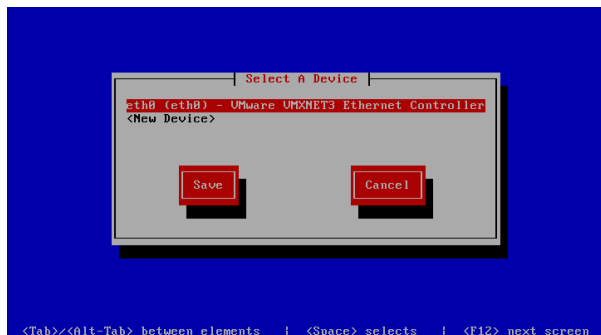 Select A Device
eth0 (eth0) - VMware VMXNET3 Ethernet Controller
<New Device>
Save
Cancel
<Tab>/<Alt-Tab> between elements | <Space> selects | <F12> next screen